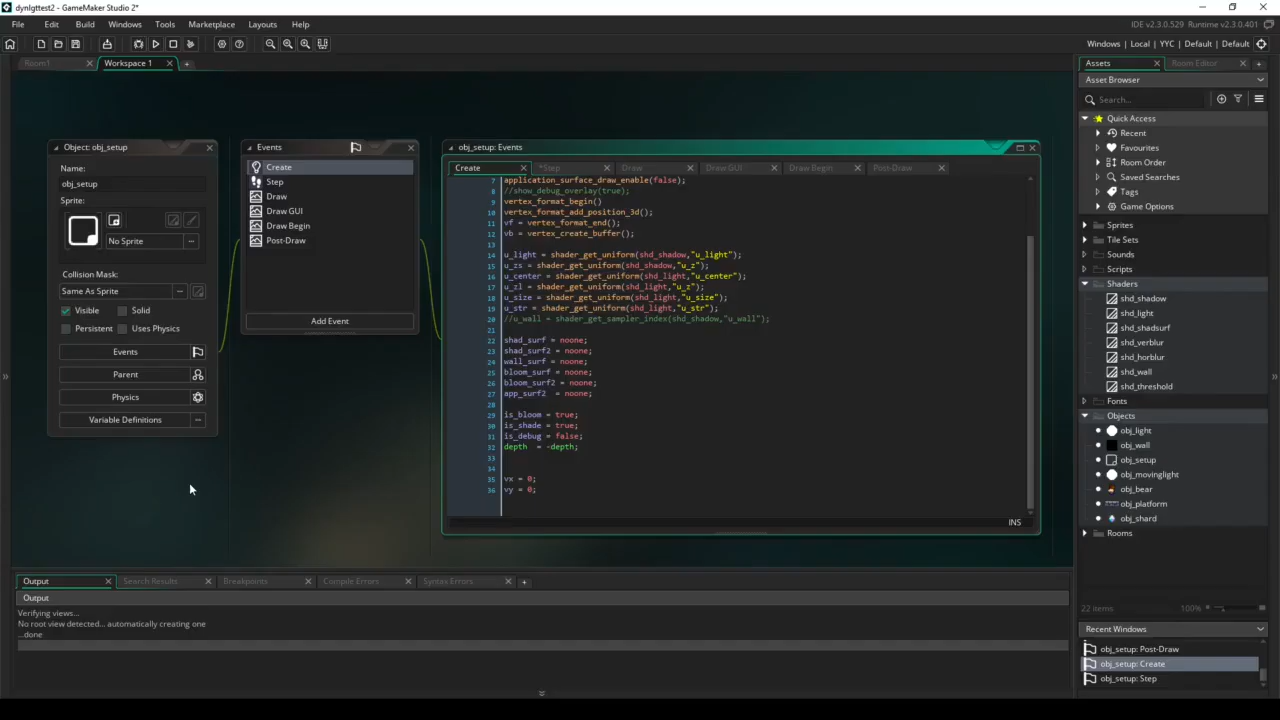 dynlgttest2 - GameMaker Studio 2*
File Edit Build Windows Tools Marketplace Layouts Help
IDE v2.3.0.529 Runtime v2.3.0.401
Windows | Local | YYC | Default | Default
Room1
Workspace 1
Object: obj_setup
Name:
obj_setup
Sprite:
No Sprite
Collision Mask:
Same As Sprite
Visible Solid
Persistent Uses Physics
Events
Parent
Physics
Variable Definitions
Events
Create
Step
Draw
Draw GUI
Draw Begin
Post-Draw
Add Event
obj_setup: Events
Create *Step Draw Draw GUI Draw Begin Post-Draw
7 application_surface_draw_enable(false);
8 //show_debug_overlay(true);
9 vertex_format_begin()
10 vertex_format_add_position_3d();
11 vf = vertex_format_end();
12 vb = vertex_create_buffer();
13
14 u_light = shader_get_uniform(shd_shadow,"u_light");
15 u_zs = shader_get_uniform(shd_shadow,"u_z");
16 u_center = shader_get_uniform(shd_light,"u_center");
17 u_zl = shader_get_uniform(shd_light,"u_z");
18 u_size = shader_get_uniform(shd_light,"u_size");
19 u_str = shader_get_uniform(shd_light,"u_str");
20 //u_wall = shader_get_sampler_index(shd_shadow,"u_wall");
21
22 shad_surf = noone;
23 shad_surf2 = noone;
24 wall_surf = noone;
25 bloom_surf = noone;
26 bloom_surf2 = noone;
27 app_surf2 = noone;
28
29 is_bloom = true;
30 is_shade = true;
31 is_debug = false;
32 depth = -depth;
33
34
35 vx = 0;
36 vy = 0;
INS
Output Search Results Breakpoints Compile Errors Syntax Errors
Output
Verifying views...
No root view detected... automatically creating one
...done
Assets Room Editor
Asset Browser
Search...
Quick Access
Recent
Favourites
Room Order
Saved Searches
Tags
Game Options
Sprites
Tile Sets
Sounds
Scripts
Shaders
shd_shadow
shd_light
shd_shadsurf
shd_verblur
shd_horblur
shd_wall
shd_threshold
Fonts
Objects
obj_light
obj_wall
obj_setup
obj_movinglight
obj_bear
obj_platform
obj_shard
Rooms
22 items 100%
Recent Windows
obj_setup: Post-Draw
obj_setup: Create
obj_setup: Step